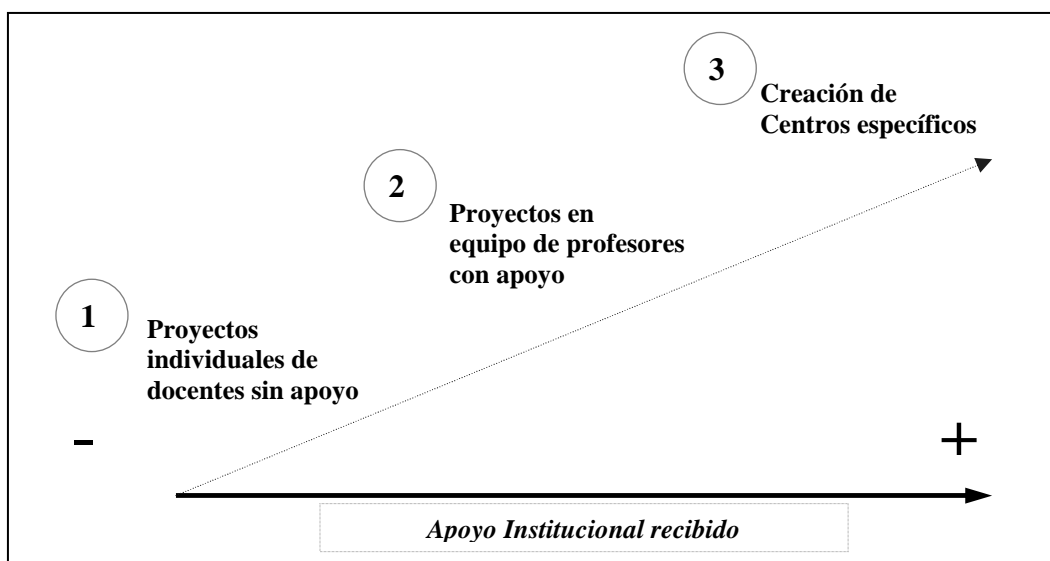 3
Creación de
Centros específicos
2
Proyectos en
equipo de profesores
con apoyo
1
Proyectos
individuales de
docentes sin apoyo
-
+
Apoyo Institucional recibido